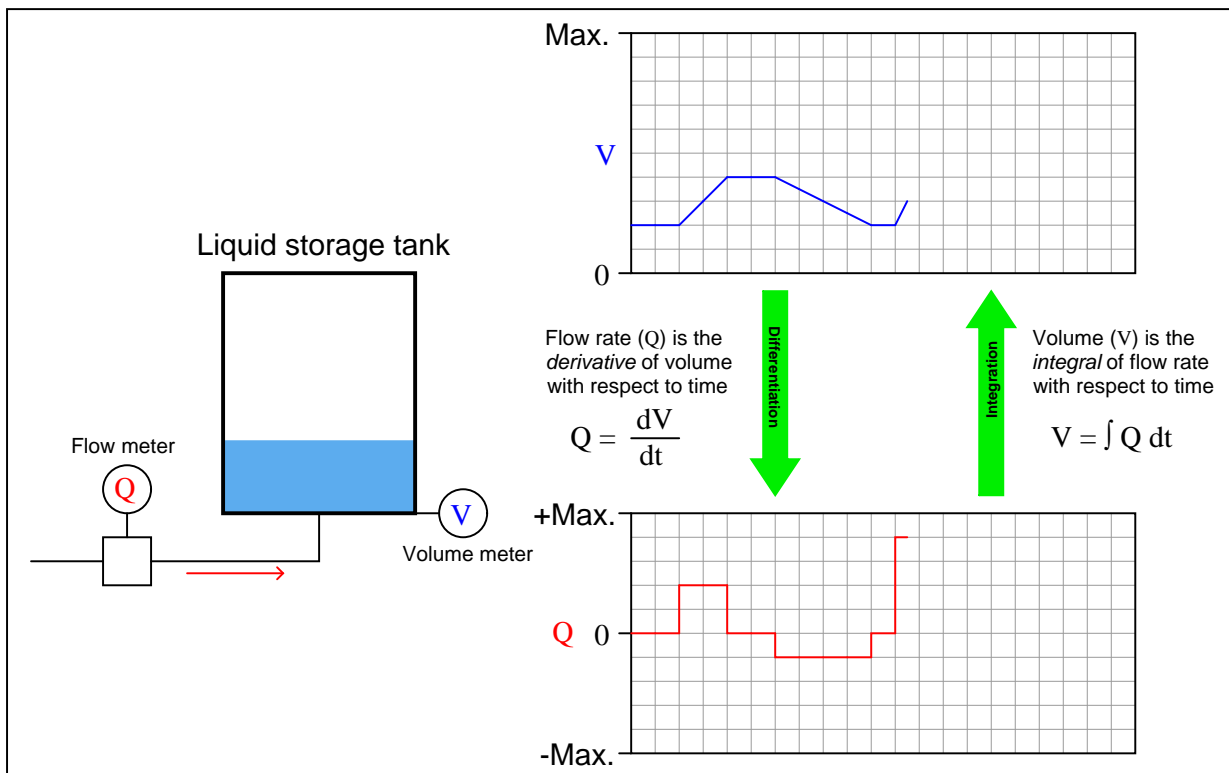 Max.
V
0
Liquid storage tank
Flow meter
Q
V
Volume meter
Flow rate (Q) is the
derivative of volume
with respect to time
Q = dV
dt
Differentiation
Integration
Volume (V) is the
integral of flow rate
with respect to time
V = ∫ Q dt
+Max.
Q 0
-Max.